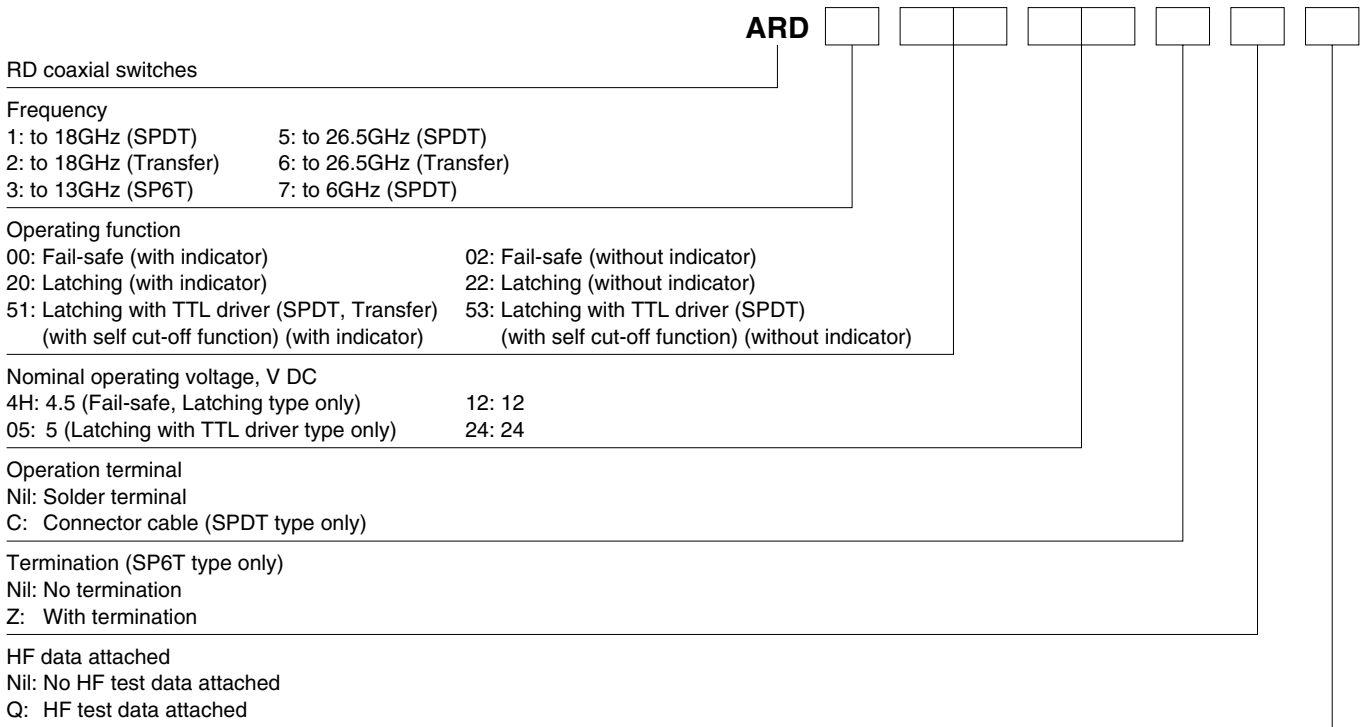 ARD
RD coaxial switches
Frequency
1: to 18GHz (SPDT) 5: to 26.5GHz (SPDT)
2: to 18GHz (Transfer) 6: to 26.5GHz (Transfer)
3: to 13GHz (SP6T) 7: to 6GHz (SPDT)
Operating function
00: Fail-safe (with indicator) 02: Fail-safe (without indicator)
20: Latching (with indicator) 22: Latching (without indicator)
51: Latching with TTL driver (SPDT, Transfer) 53: Latching with TTL driver (SPDT)
(with self cut-off function) (with indicator) (with self cut-off function) (without indicator)
Nominal operating voltage, V DC
4H: 4.5 (Fail-safe, Latching type only) 12: 12
05: 5 (Latching with TTL driver type only) 24: 24
Operation terminal
Nil: Solder terminal
C: Connector cable (SPDT type only)
Termination (SP6T type only)
Nil: No termination
Z: With termination
HF data attached
Nil: No HF test data attached
Q: HF test data attached